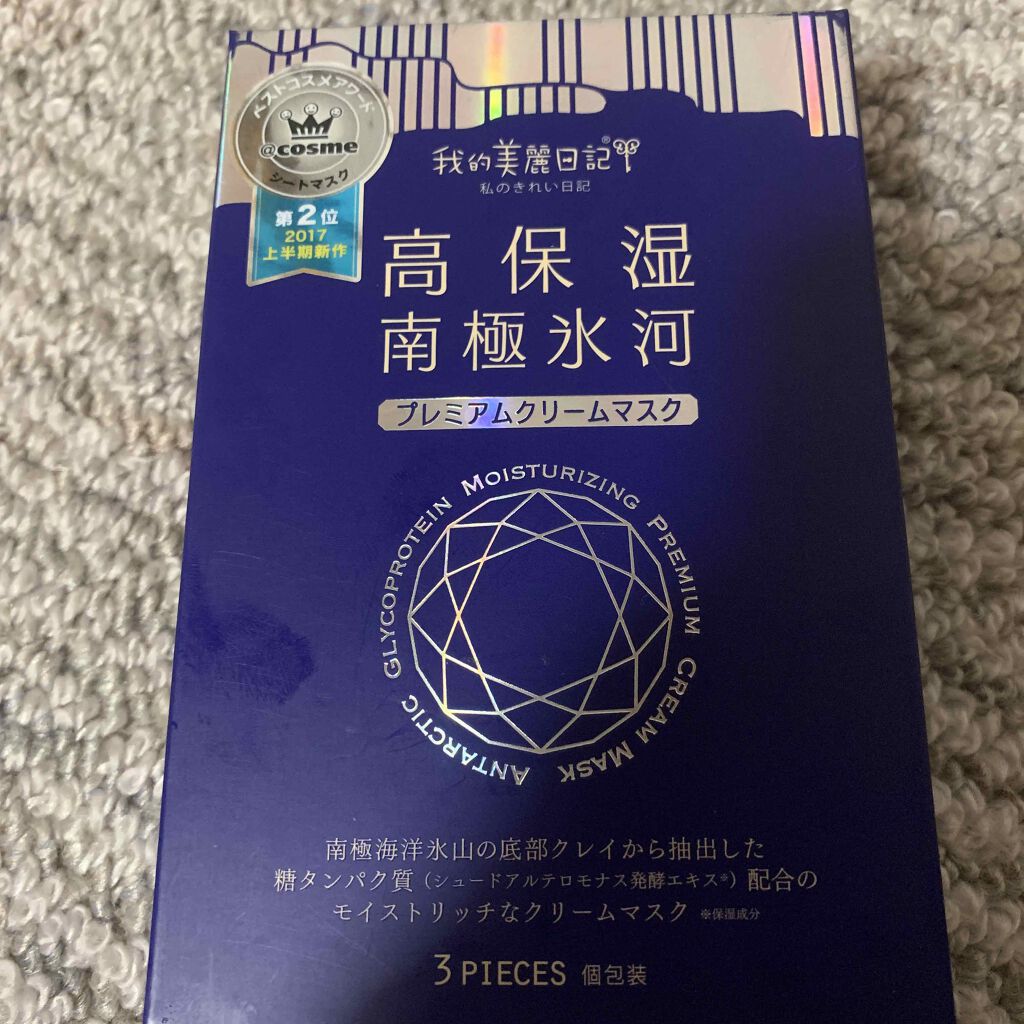 ベストコスメアワード
@cosme
シートマスク
第2位
2017
上半期新作
我的美麗日記®
私のきれい日記
高保湿
南極氷河
プレミアムクリームマスク
ANTARCTIC GLYCOPROTEIN MOISTURIZING PREMIUM CREAM MASK
南極海洋氷山の底部クレイから抽出した
糖タンパク質（シュードアルテロモナス発酵エキス※）配合の
モイストリッチなクリームマスク ※保湿成分
3 PIECES 個包装